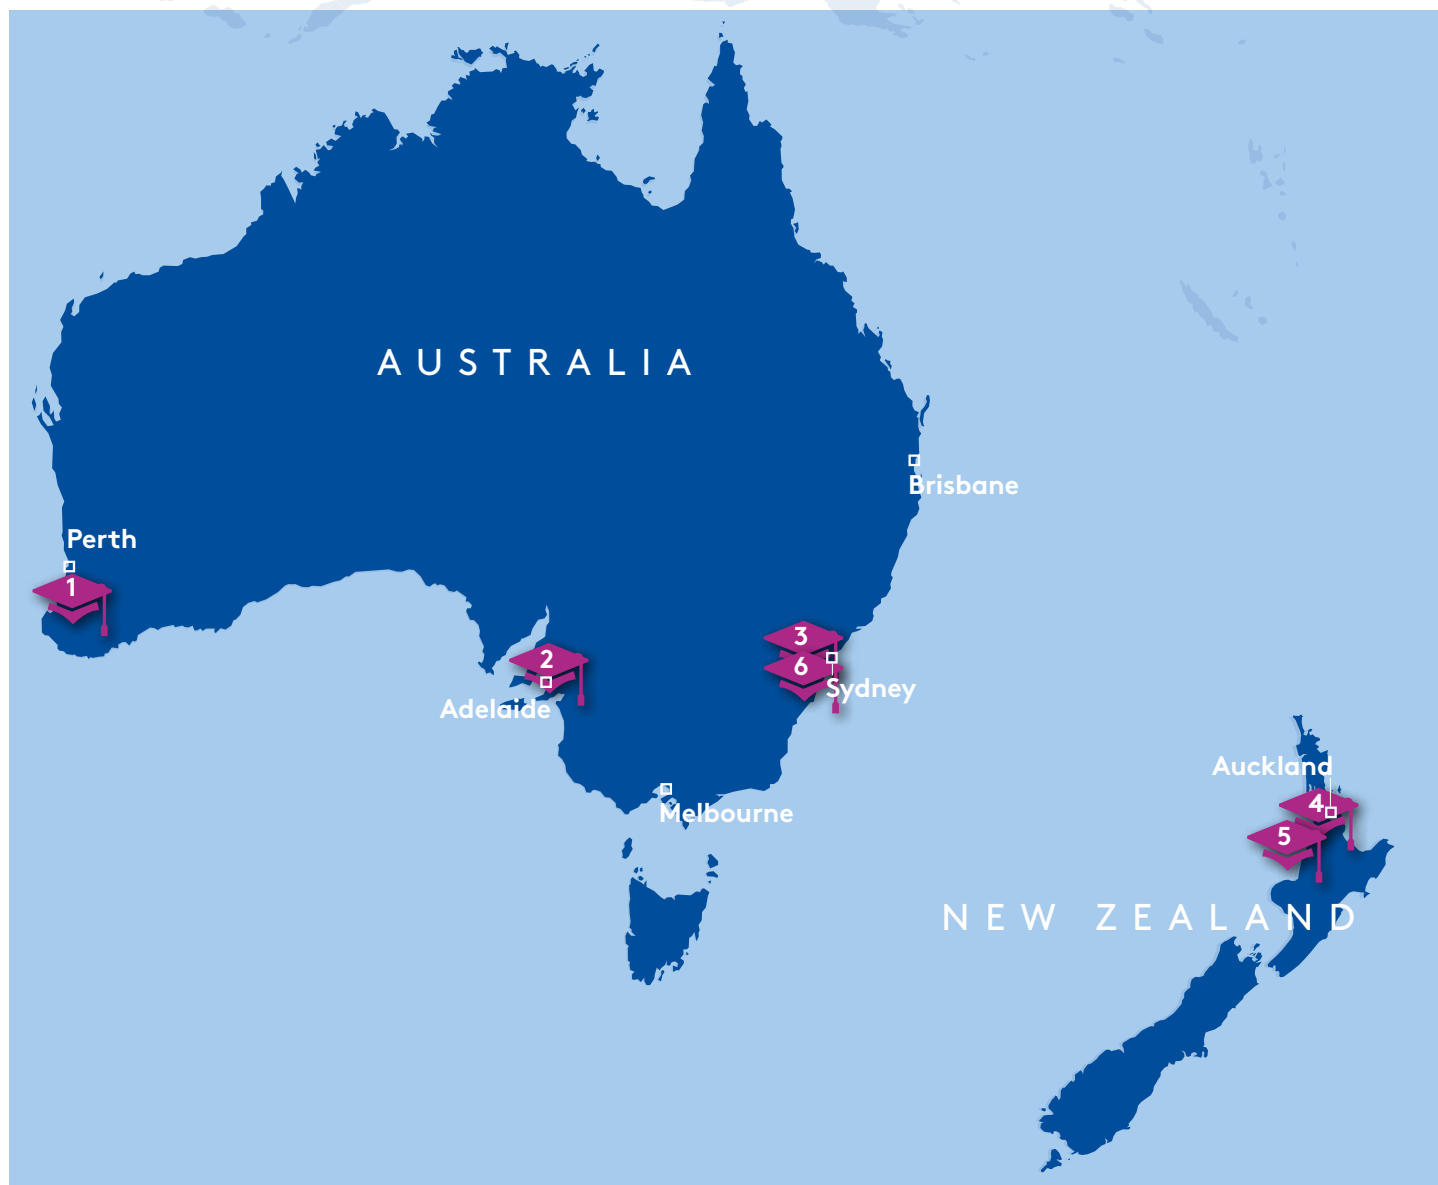 AUSTRALIA
Brisbane
Perth
1
3
2
6
Sydney
Adelaide
Auckland
Melbourne
4
5
NEW ZEALAND